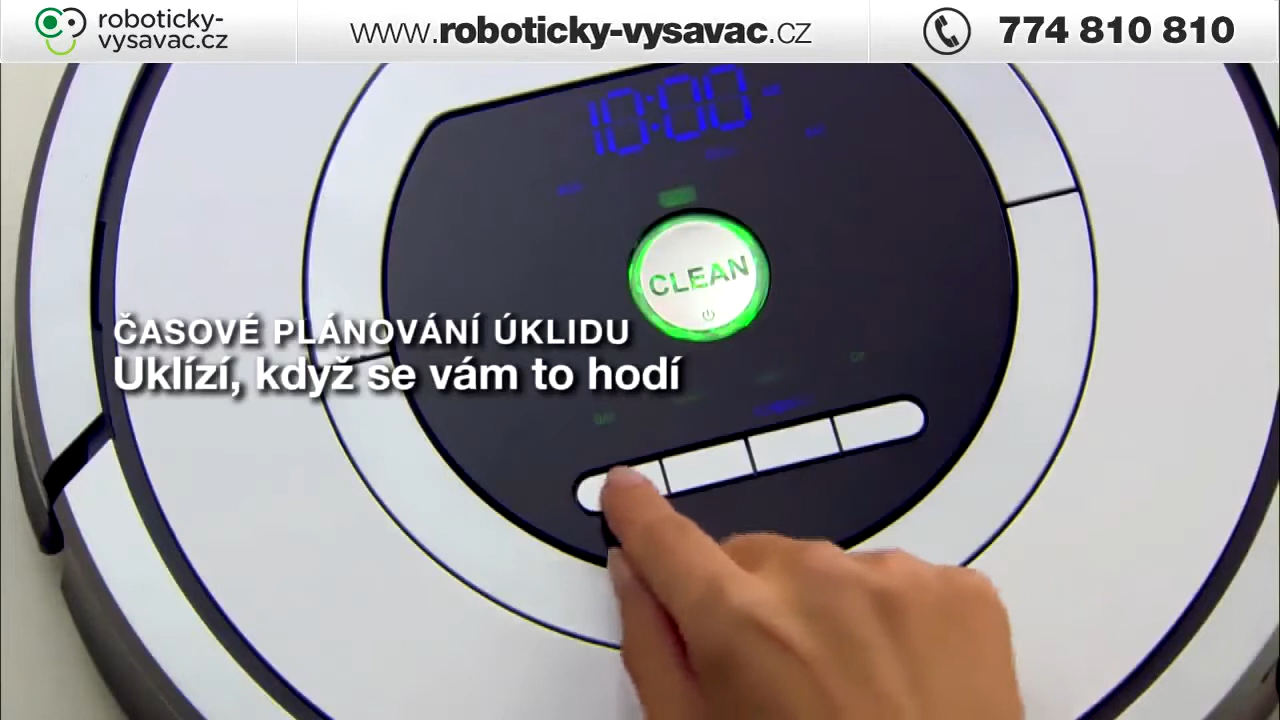 roboticky-
vysavac.cz
www.roboticky-vysavac.cz
774 810 810
10:00
CLEAN
ČASOVÉ PLÁNOVÁNÍ ÚKLIDU
Uklízí, když se vám to hodí
DAY